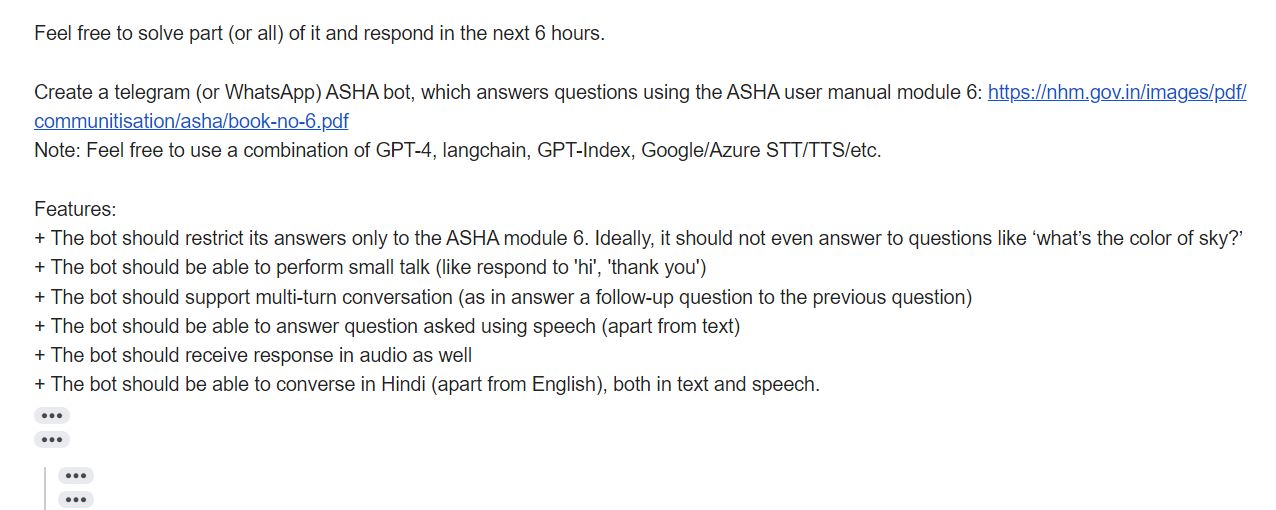 Feel free to solve part (or all) of it and respond in the next 6 hours.
Create a telegram (or WhatsApp) ASHA bot, which answers questions using the ASHA user manual module 6: https://nhm.gov.in/images/pdf/
communitisation/asha/book-no-6.pdf
Note: Feel free to use a combination of GPT-4, langchain, GPT-Index, Google/Azure STT/TTS/etc.
Features:
+ The bot should restrict its answers only to the ASHA module 6. Ideally, it should not even answer to questions like ‘what’s the color of sky?’
+ The bot should be able to perform small talk (like respond to 'hi', 'thank you')
+ The bot should support multi-turn conversation (as in answer a follow-up question to the previous question)
+ The bot should be able to answer question asked using speech (apart from text)
+ The bot should receive response in audio as well
+ The bot should be able to converse in Hindi (apart from English), both in text and speech.